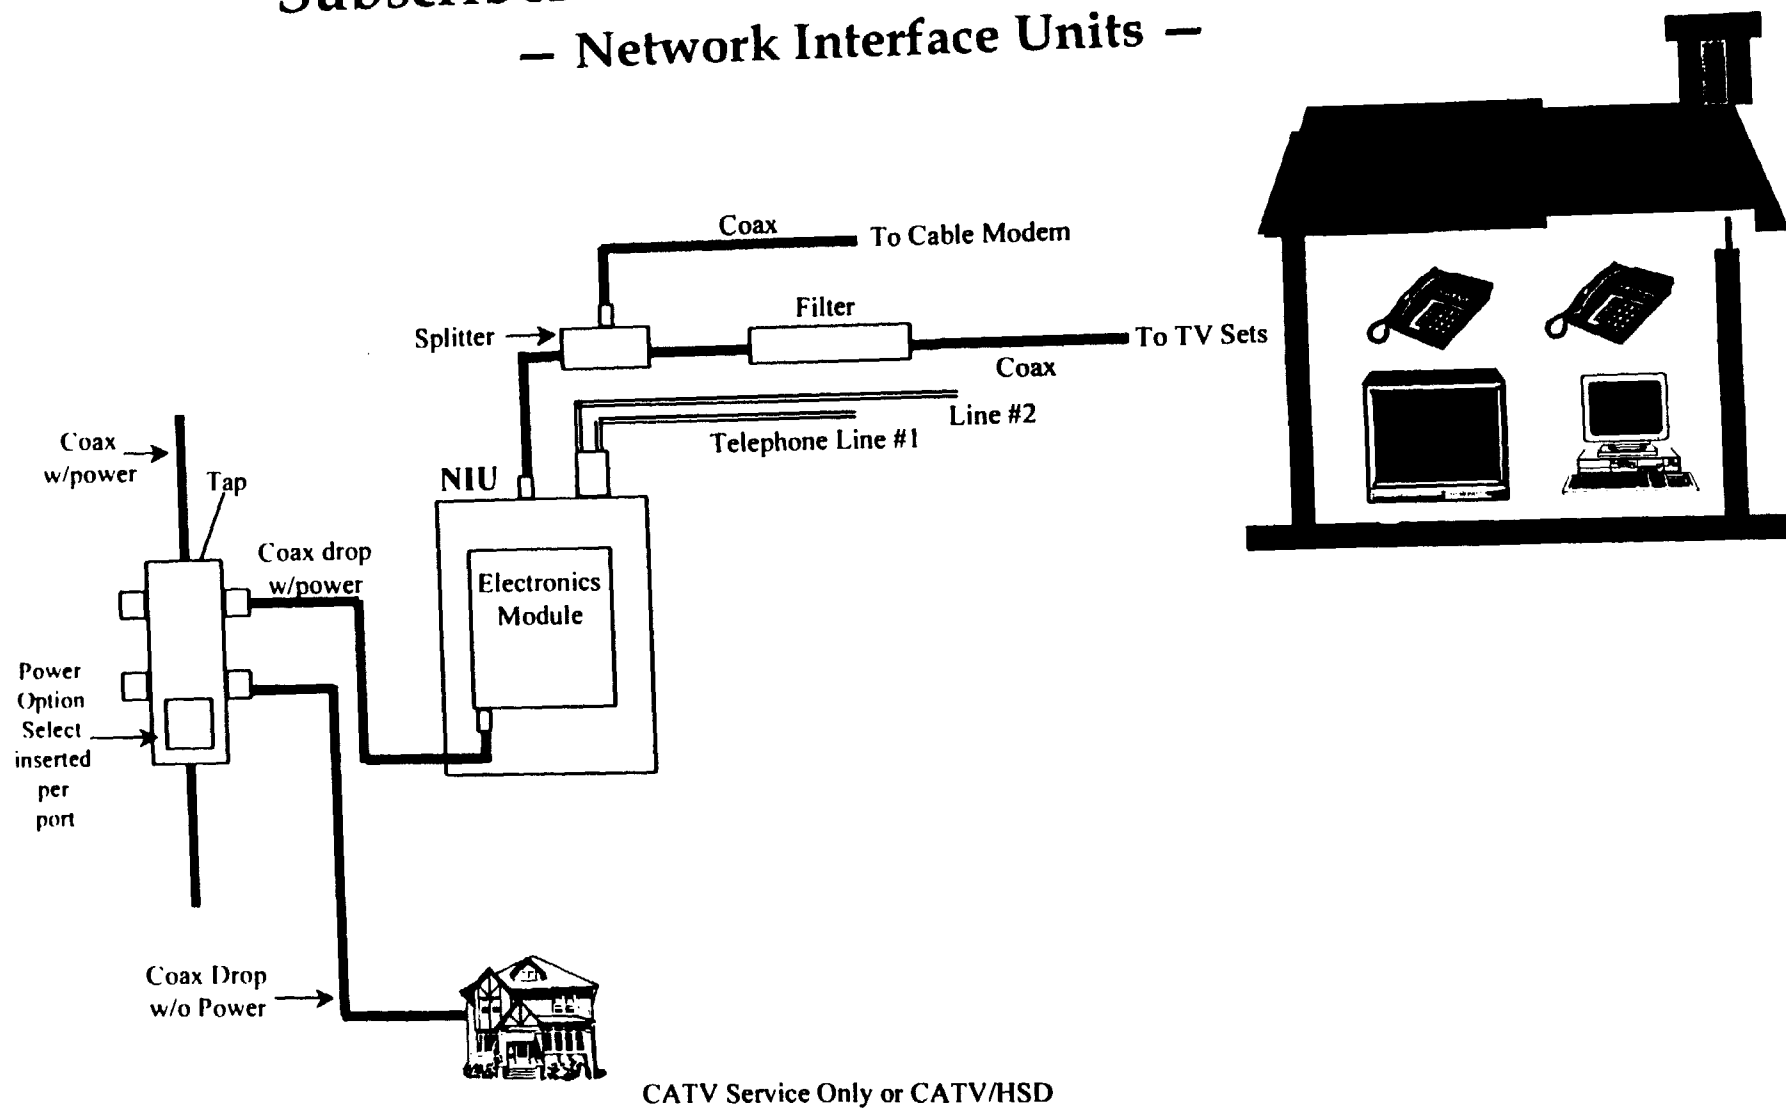 – Network Interface Units –
Coax
To Cable Modem
Filter
Splitter
To TV Sets
Coax
Line #2
Telephone Line #1
Coax
w/power
Tap
NIU
Coax drop
w/power
Electronics
Module
Power
Option
Select
inserted
per
port
Coax Drop
w/o Power
CATV Service Only or CATV/HSD